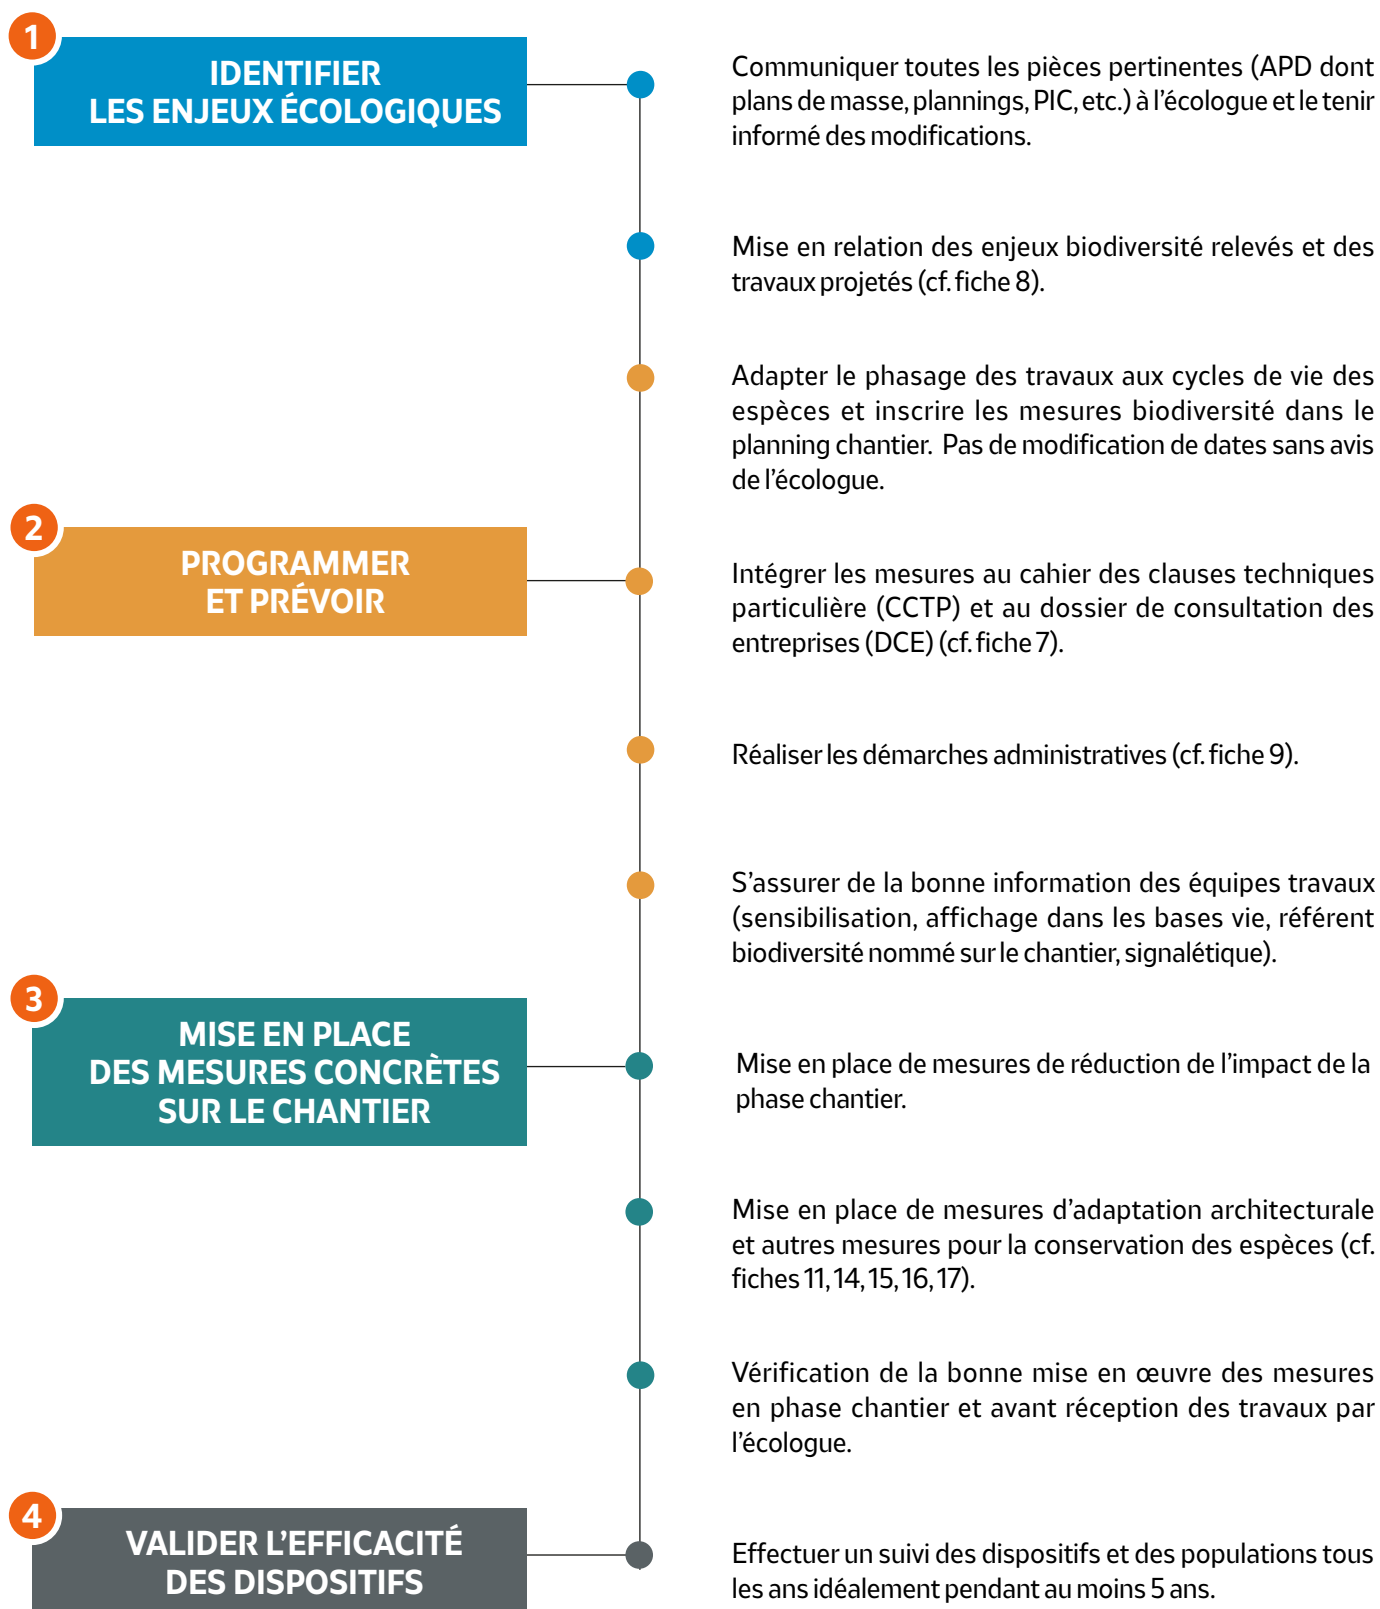 1
IDENTIFIER
LES ENJEUX ÉCOLOGIQUES
Communiquer toutes les pièces pertinentes (APD dont
plans de masse, plannings, PIC, etc.) à l’écologue et le tenir
informé des modifications.
Mise en relation des enjeux biodiversité relevés et des
travaux projetés (cf. fiche 8).
Adapter le phasage des travaux aux cycles de vie des
espèces et inscrire les mesures biodiversité dans le
planning chantier. Pas de modification de dates sans avis
de l’écologue.
2
PROGRAMMER
ET PRÉVOIR
Intégrer les mesures au cahier des clauses techniques
particulière (CCTP) et au dossier de consultation des
entreprises (DCE) (cf. fiche 7).
Réaliser les démarches administratives (cf. fiche 9).
S’assurer de la bonne information des équipes travaux
(sensibilisation, affichage dans les bases vie, référent
biodiversité nommé sur le chantier, signalétique).
3
MISE EN PLACE
DES MESURES CONCRÈTES
SUR LE CHANTIER
Mise en place de mesures de réduction de l’impact de la
phase chantier.
Mise en place de mesures d’adaptation architecturale
et autres mesures pour la conservation des espèces (cf.
fiches 11, 14, 15, 16, 17).
Vérification de la bonne mise en œuvre des mesures
en phase chantier et avant réception des travaux par
l’écologue.
4
VALIDER L’EFFICACITÉ
DES DISPOSITIFS
Effectuer un suivi des dispositifs et des populations tous
les ans idéalement pendant au moins 5 ans.